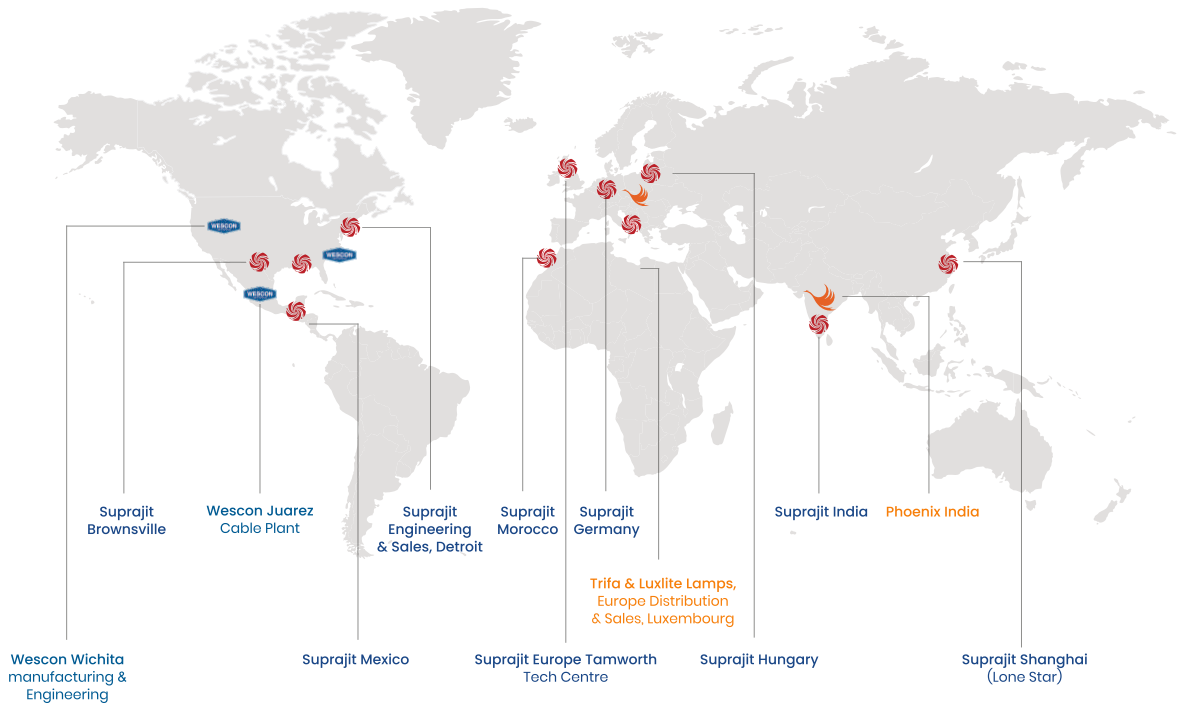 WESCON
WESCON
WESCON
Suprajit
Brownsville
Wescon Juarez
Cable Plant
Suprajit
Engineering
& Sales, Detroit
Suprajit
Morocco
Suprajit
Germany
Suprajit India
Phoenix India
Trifa & Luxlite Lamps,
Europe Distribution
& Sales, Luxembourg
Wescon Wichita
manufacturing &
Engineering
Suprajit Mexico
Suprajit Europe Tamworth
Tech Centre
Suprajit Hungary
Suprajit Shanghai
(Lone Star)